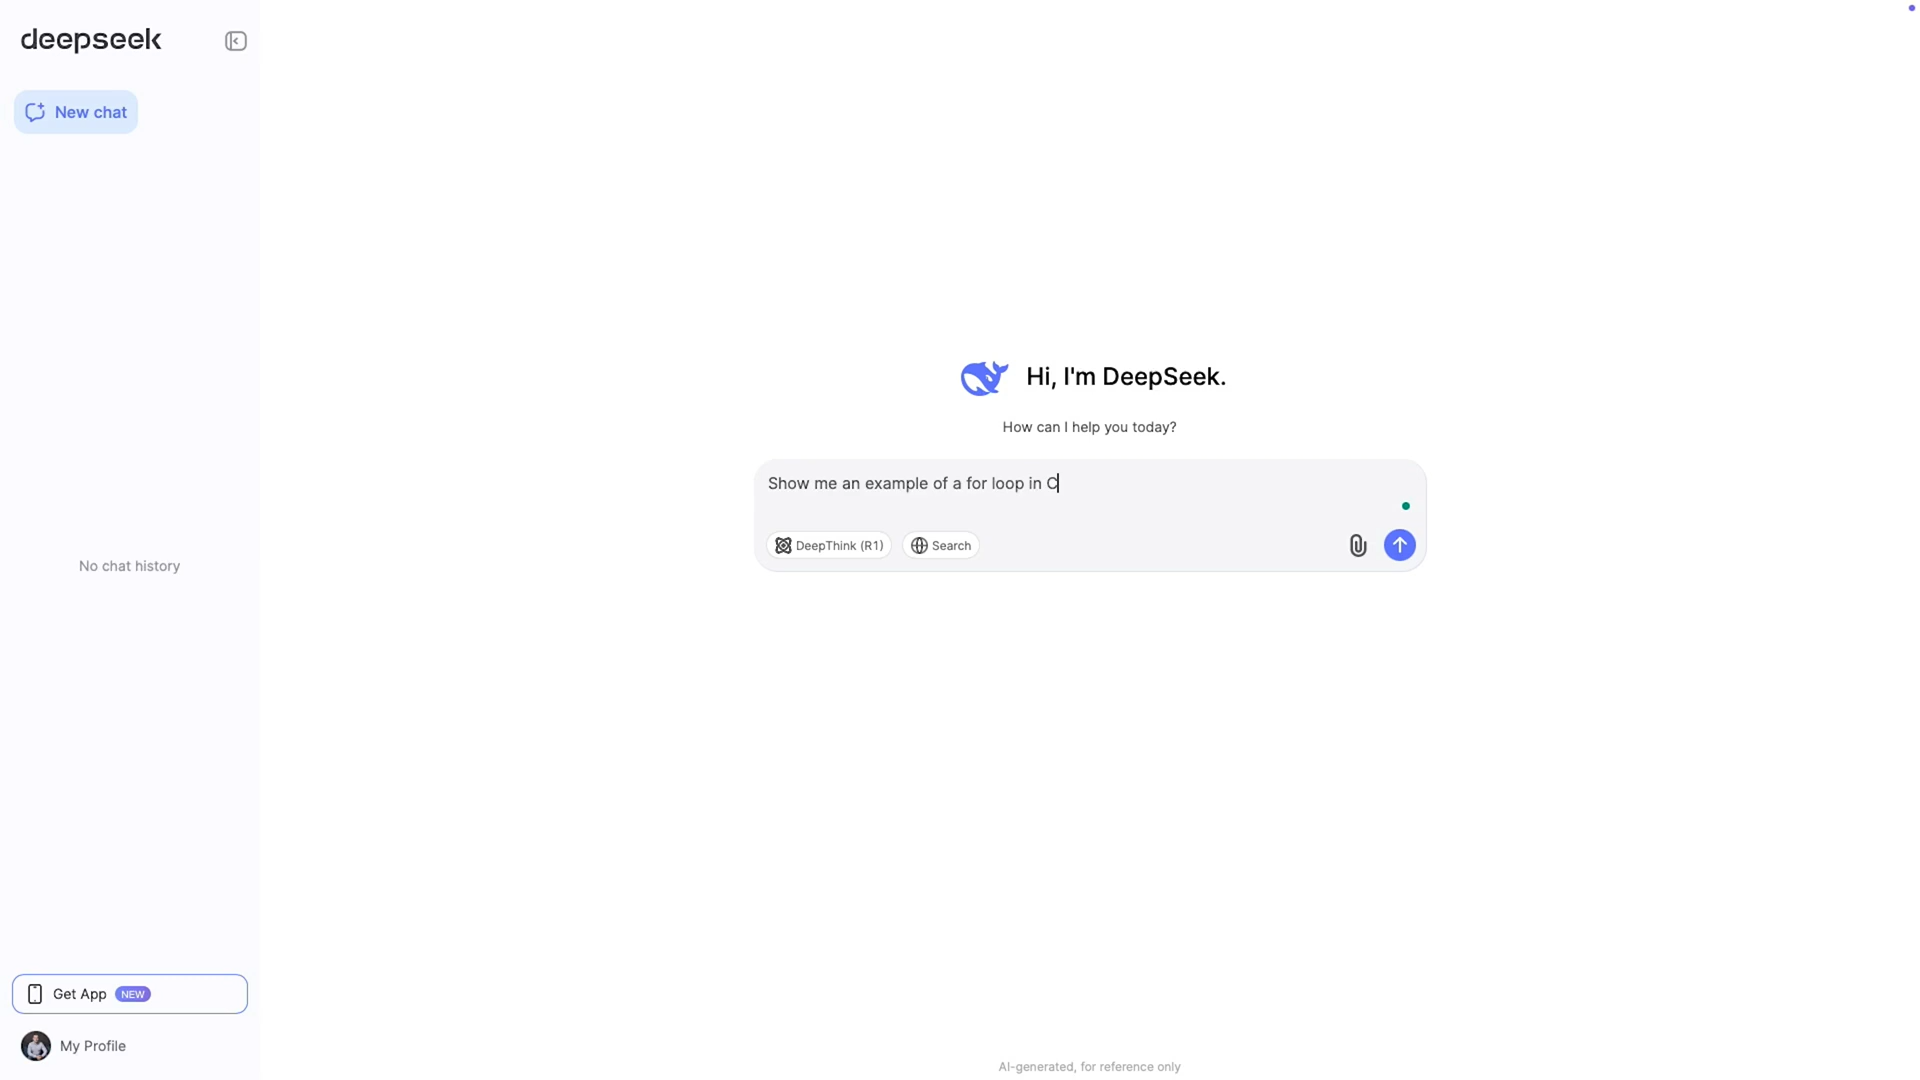 deepseek
New chat
No chat history
Get App NEW
My Profile
Hi, I'm DeepSeek.
How can I help you today?
Show me an example of a for loop in C
DeepThink (R1) Search
AI-generated, for reference only